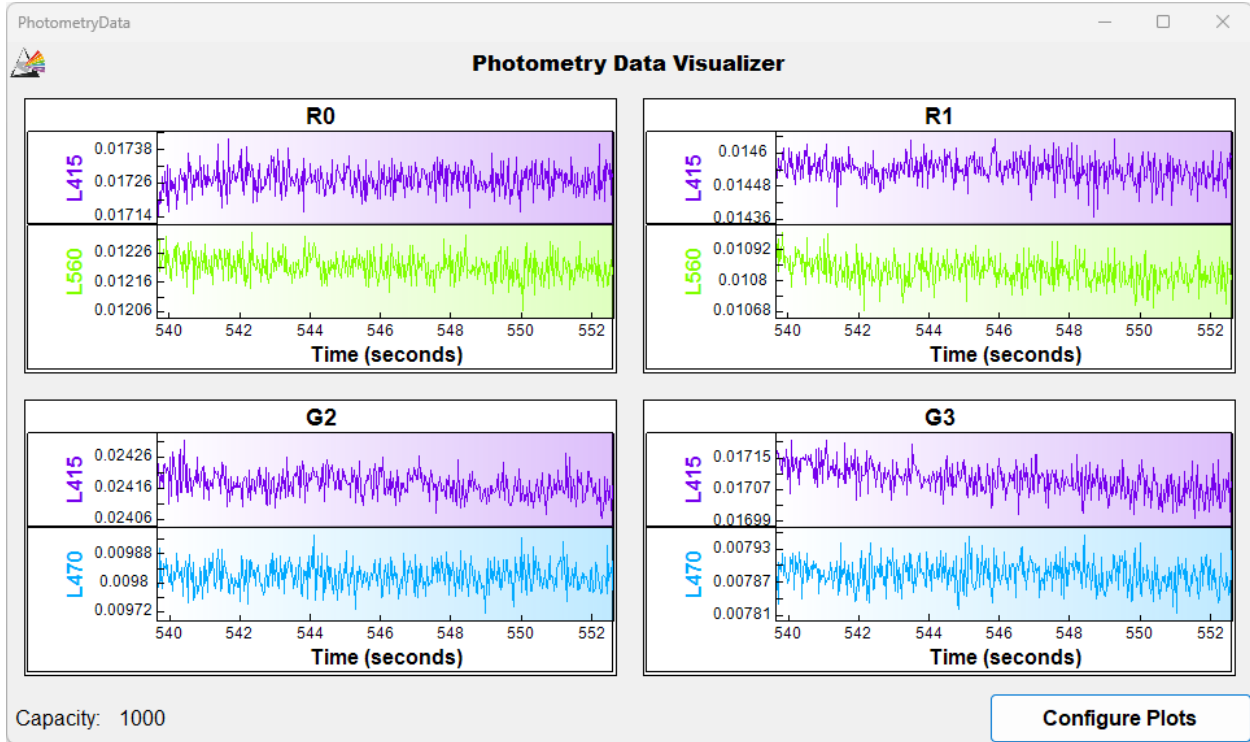 PhotometryData
Photometry Data Visualizer
R0
L415
0.01738
0.01726
0.01714
L560
0.01226
0.01216
0.01206
540 542 544 546 548 550 552
Time (seconds)
R1
L415
0.0146
0.01448
0.01436
L560
0.01092
0.0108
0.01068
540 542 544 546 548 550 552
Time (seconds)
G2
L415
0.02426
0.02416
0.02406
L470
0.00988
0.0098
0.00972
540 542 544 546 548 550 552
Time (seconds)
G3
L415
0.01715
0.01707
0.01699
L470
0.00793
0.00787
0.00781
540 542 544 546 548 550 552
Time (seconds)
Capacity: 1000
Configure Plots